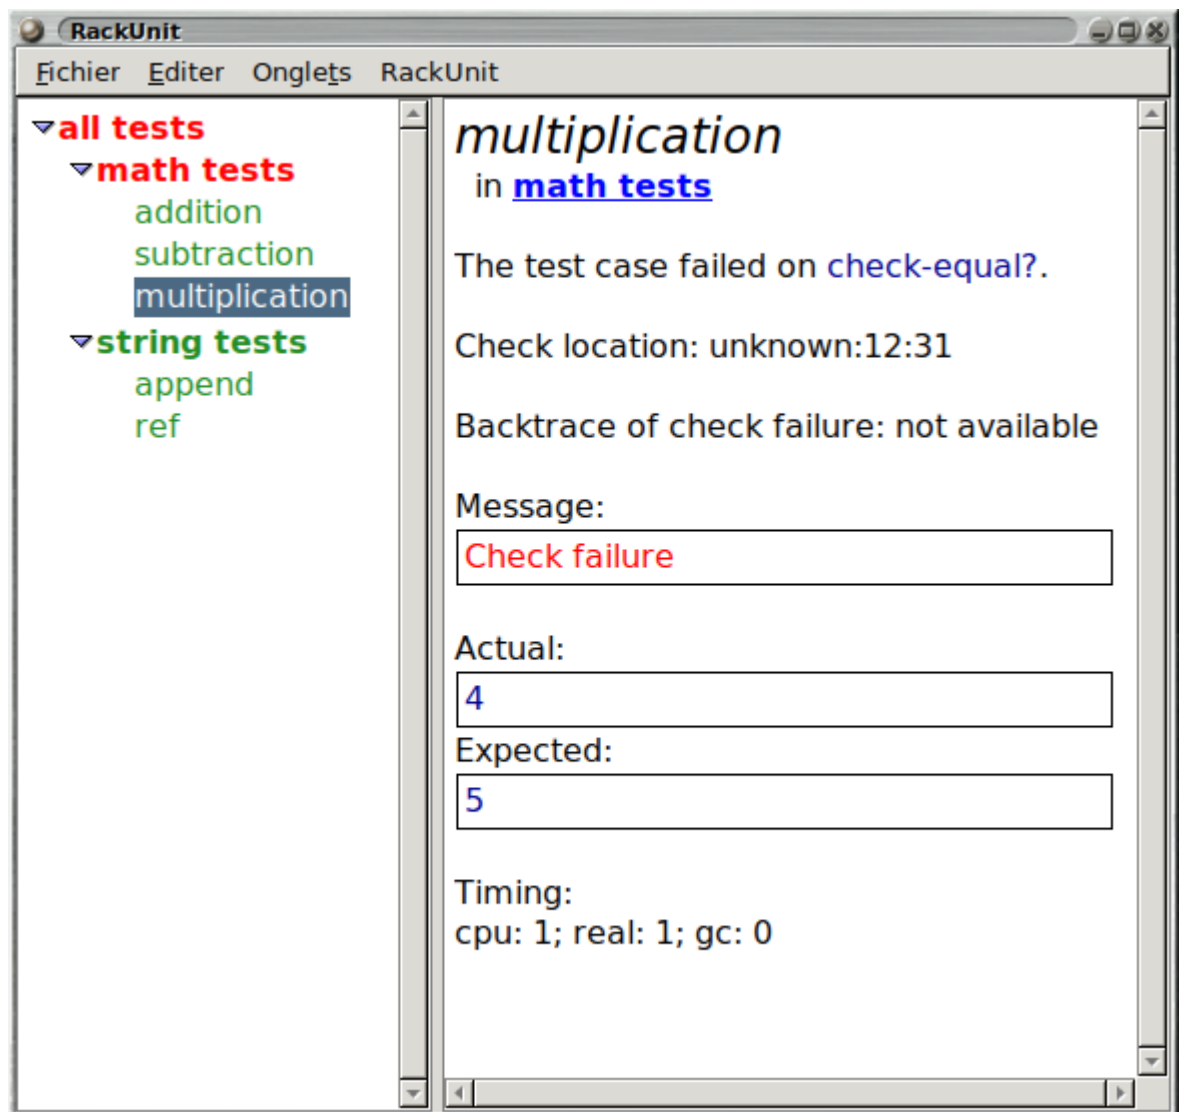 RackUnit
Fichier Editer Onglets RackUnit
all tests
math tests
addition
subtraction
multiplication
string tests
append
ref
multiplication
in math tests
The test case failed on check-equal?.
Check location: unknown:12:31
Backtrace of check failure: not available
Message:
Check failure
Actual:
4
Expected:
5
Timing:
cpu: 1; real: 1; gc: 0